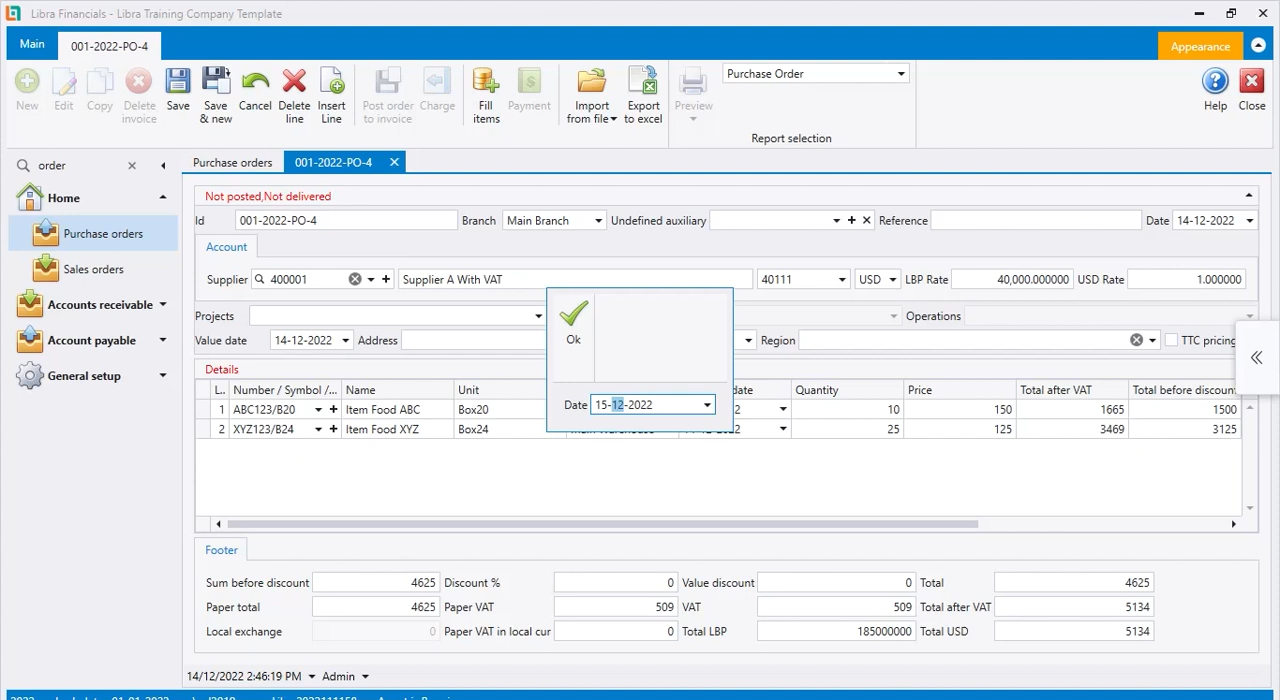 Libra Financials - Libra Training Company Template
Main 001-2022-PO-4 Appearance
New Edit Copy Delete invoice Save Save & new Cancel Delete line Insert Line Post order to invoice Charge Fill items Payment Import from file Export to excel Preview Purchase Order Help Close
Report selection
order
Home
Purchase orders
Sales orders
Accounts receivable
Account payable
General setup
Purchase orders 001-2022-PO-4
Not posted,Not delivered
Id 001-2022-PO-4 Branch Main Branch Undefined auxiliary Reference Date 14-12-2022
Account
Supplier 400001 Supplier A With VAT 40111 USD LBP Rate 40,000.000000 USD Rate 1.000000
Projects Operations
Value date 14-12-2022 Address Region TTC pricing
Ok
Date 15-12-2022
Details
L.. Number / Symbol /... Name Unit Quantity Price Total after VAT Total before discoun
1 ABC123/B20 Item Food ABC Box20 10 150 1665 1500
2 XYZ123/B24 Item Food XYZ Box24 25 125 3469 3125
Footer
Sum before discount 4625 Discount % 0 Value discount 0 Total 4625
Paper total 4625 Paper VAT 509 VAT 509 Total after VAT 5134
Local exchange 0 Paper VAT in local cur 0 Total LBP 185000000 Total USD 5134
14/12/2022 2:46:19 PM Admin